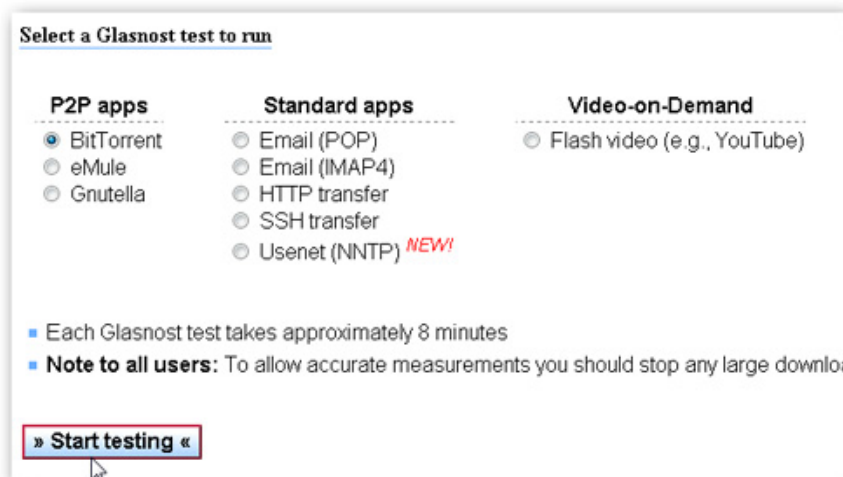 Select a Glasnost test to run
P2P apps
BitTorrent
eMule
Gnutella
Standard apps
Email (POP)
Email (IMAP4)
HTTP transfer
SSH transfer
Usenet (NNTP) NEW!
Video-on-Demand
Flash video (e.g., YouTube)
Each Glasnost test takes approximately 8 minutes
Note to all users: To allow accurate measurements you should stop any large downloa
» Start testing «